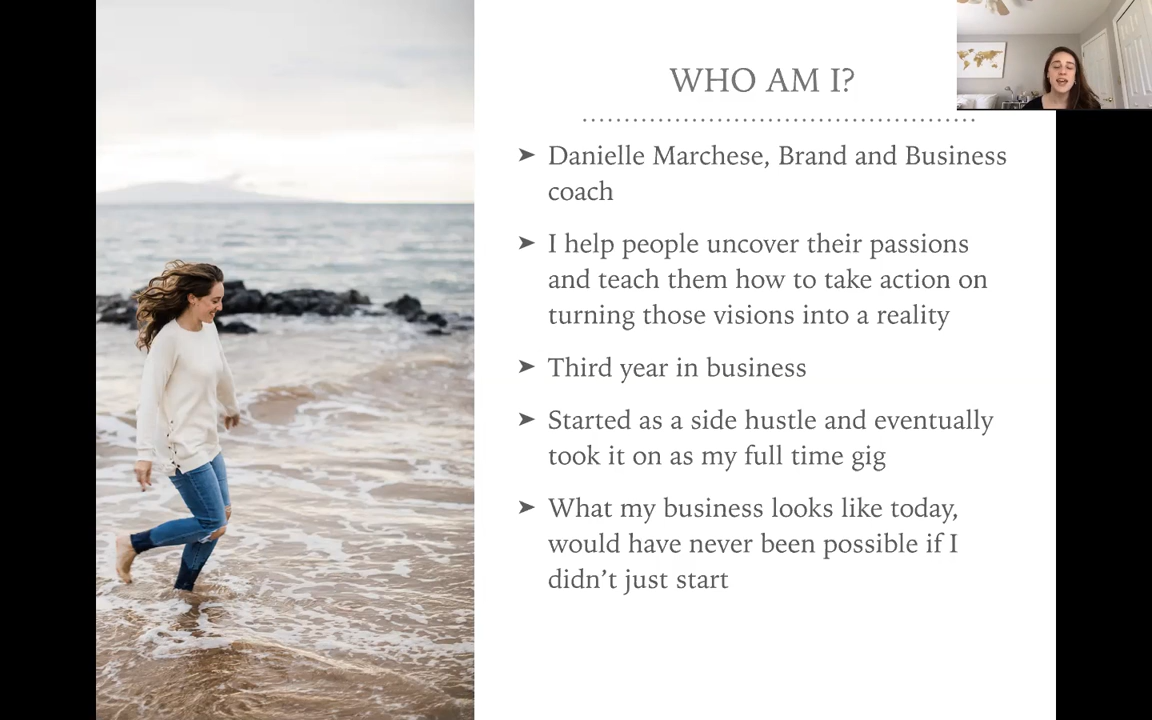 WHO AM I?
➤ Danielle Marchese, Brand and Business
coach
➤ I help people uncover their passions
and teach them how to take action on
turning those visions into a reality
➤ Third year in business
➤ Started as a side hustle and eventually
took it on as my full time gig
➤ What my business looks like today,
would have never been possible if I
didn’t just start